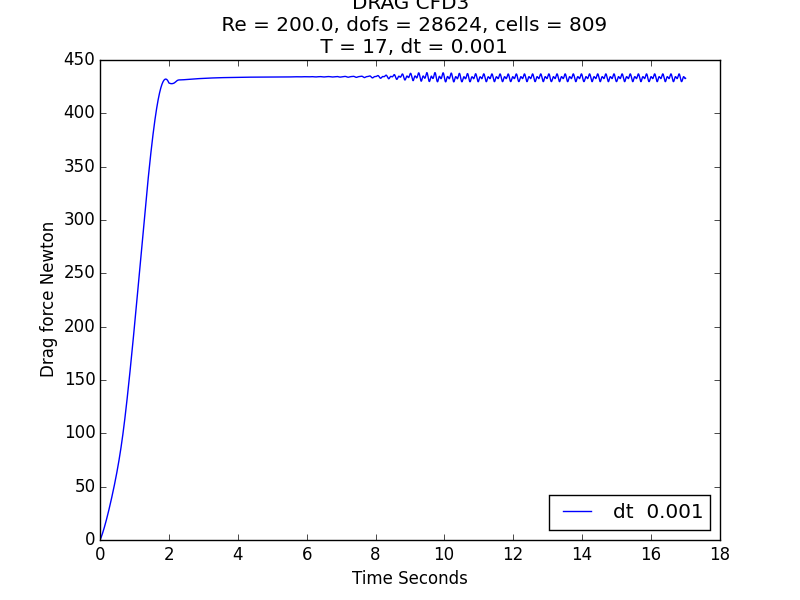 DRAG CFD3
Re = 200.0, dofs = 28624, cells = 809
T = 17, dt = 0.001
450
400
350
300
250
200
150
100
50
0
Drag force Newton
dt 0.001
0 2 4 6 8 10 12 14 16 18
Time Seconds